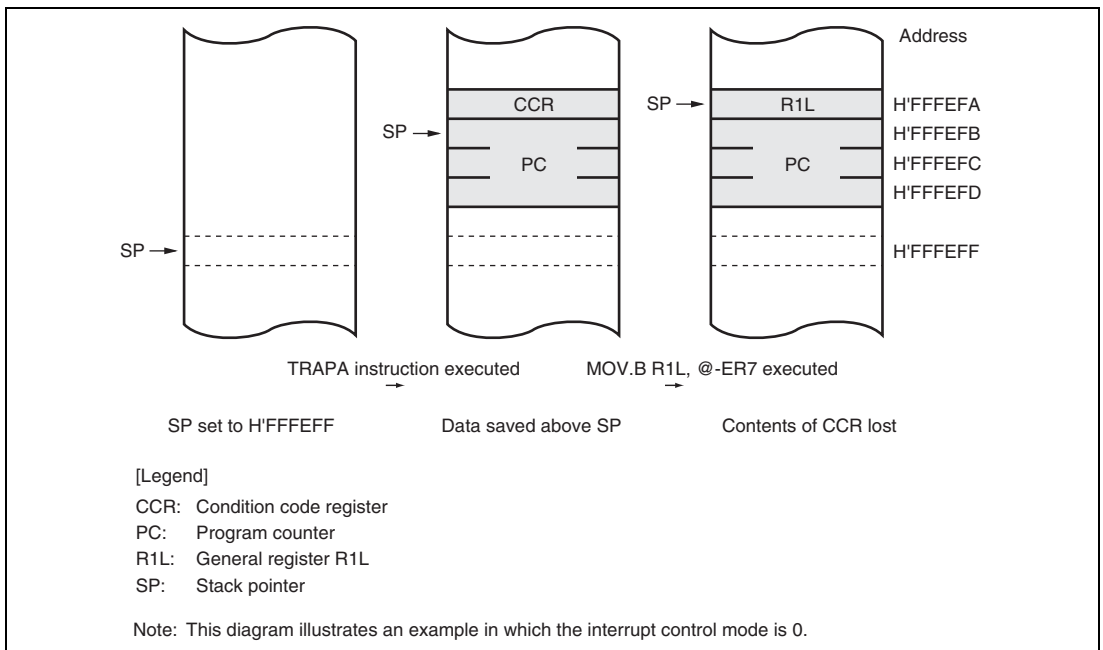 Address
CCR
SP
R1L
H'FFFEFA
SP
H'FFFEFB
PC
PC
H'FFFEFC
H'FFFEFD
SP
H'FFFEFF
TRAPA instruction executed
MOV.B R1L, @-ER7 executed
SP set to H'FFFEFF
Data saved above SP
Contents of CCR lost
[Legend]
CCR: Condition code register
PC: Program counter
R1L: General register R1L
SP: Stack pointer
Note: This diagram illustrates an example in which the interrupt control mode is 0.